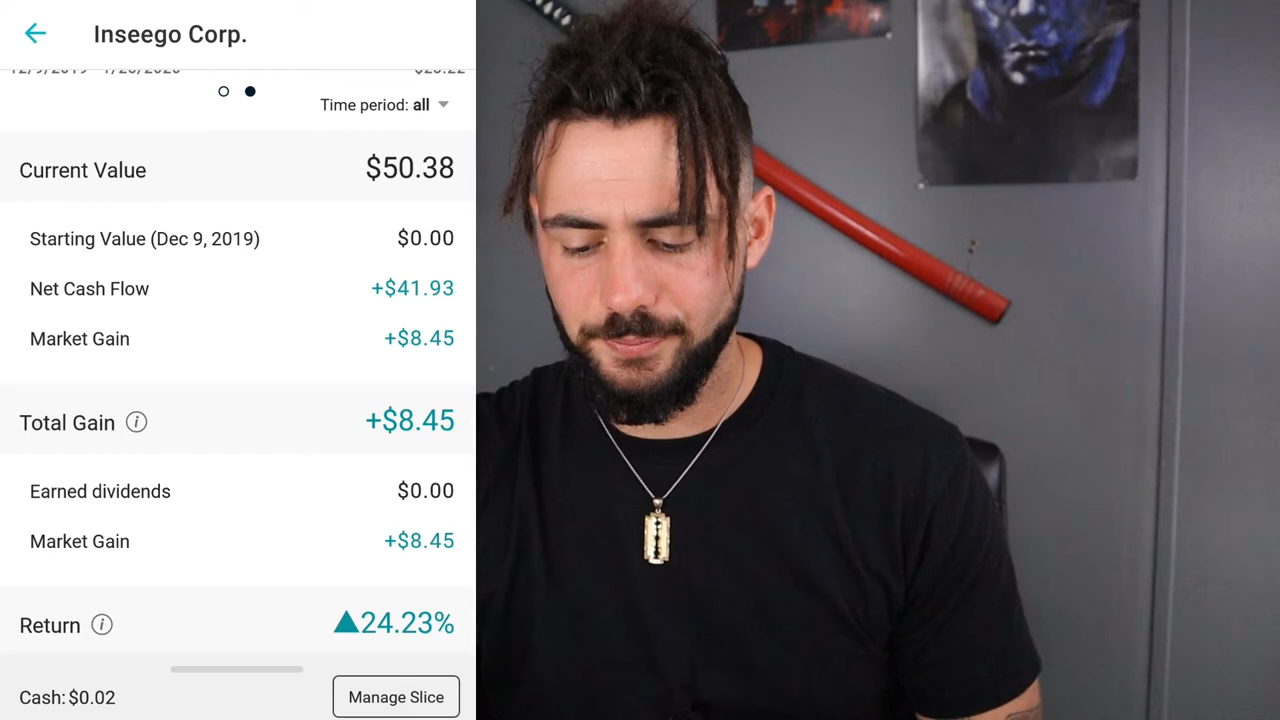 Inseego Corp.
Time period: all
Current Value $50.38
Starting Value (Dec 9, 2019) $0.00
Net Cash Flow +$41.93
Market Gain +$8.45
Total Gain +$8.45
Earned dividends $0.00
Market Gain +$8.45
Return ▲24.23%
Cash: $0.02 Manage Slice